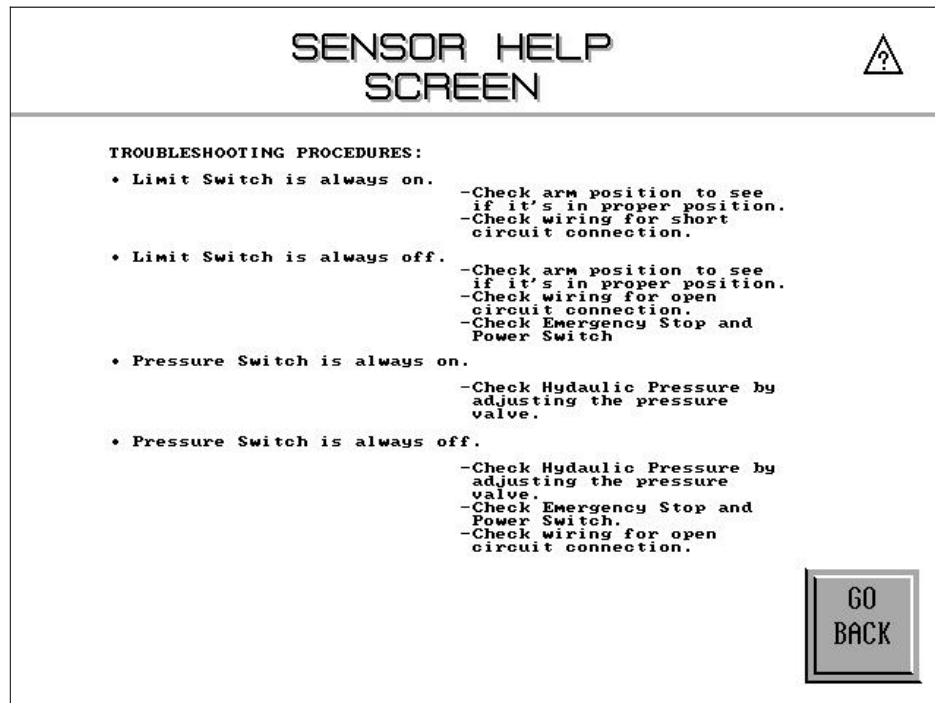 SENSOR HELP
SCREEN
?
TROUBLESHOOTING PROCEDURES:
• Limit Switch is always on.
-Check arm position to see
if it's in proper position.
-Check wiring for short
circuit connection.
• Limit Switch is always off.
-Check arm position to see
if it's in proper position.
-Check wiring for open
circuit connection.
-Check Emergency Stop and
Power Switch
• Pressure Switch is always on.
-Check Hydaulic Pressure by
adjusting the pressure
valve.
• Pressure Switch is always off.
-Check Hydaulic Pressure by
adjusting the pressure
valve.
-Check Emergency Stop and
Power Switch.
-Check wiring for open
circuit connection.
GO
BACK